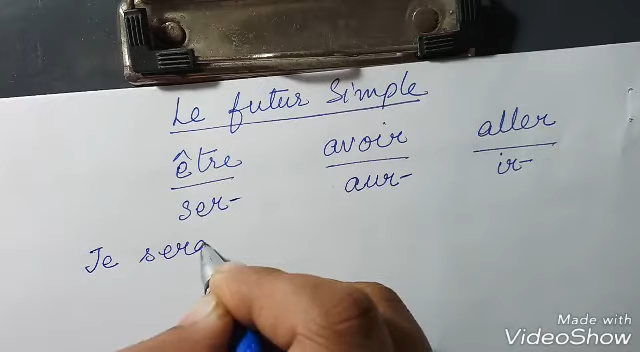 Le futur Simple
être avoir aller
ser- aur- ir-
Je sera
Made with
VideoShow